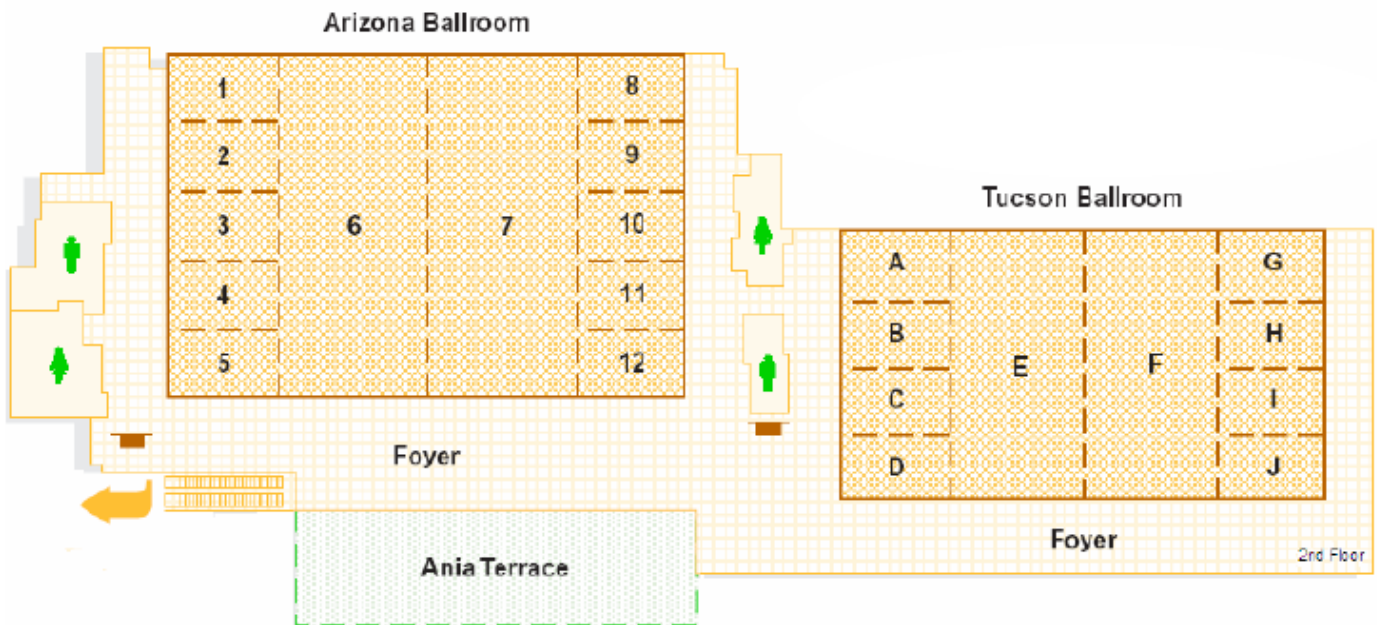 Arizona Ballroom
1
2
3
4
5
6
7
8
9
10
11
12
Foyer
Ania Terrace
Tucson Ballroom
A
B
C
D
E
F
G
H
I
J
Foyer
2nd Floor